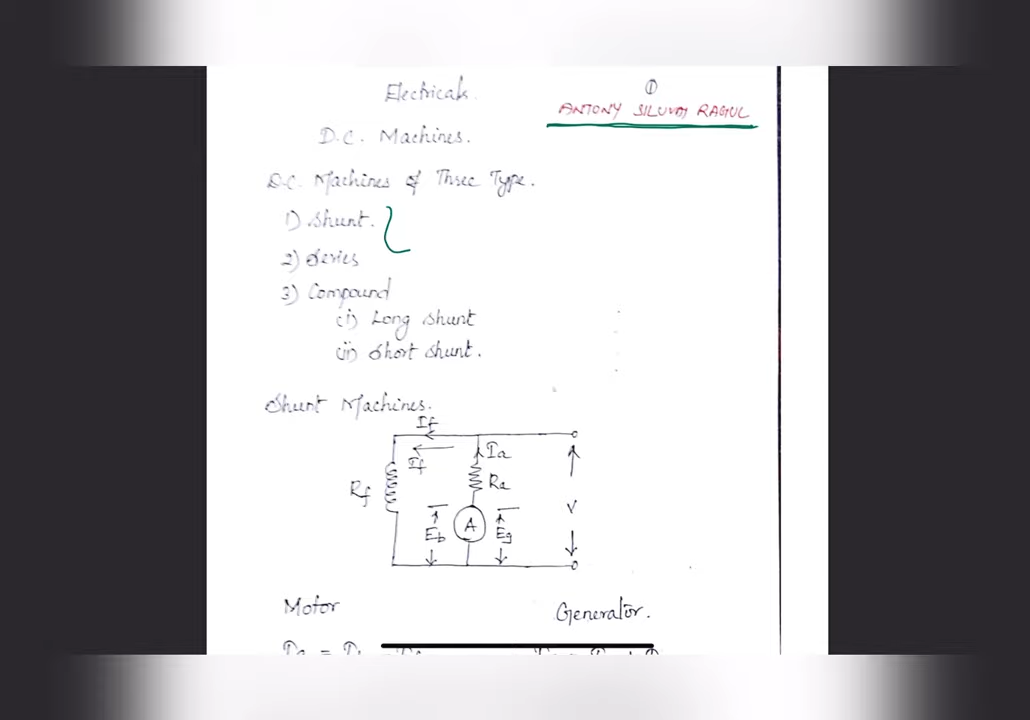 Electricals.
①
ANTONY SILUVAI RAGUL
D.C. Machines.
D.C. Machines of Three Type.
1) Shunt.
2) Series
3) Compound
(i) Long shunt
(ii) Short shunt.
Shunt Machines.
If
If
Ia
Rf
Ra
Eb
A
Eg
V
Motor
Generator.